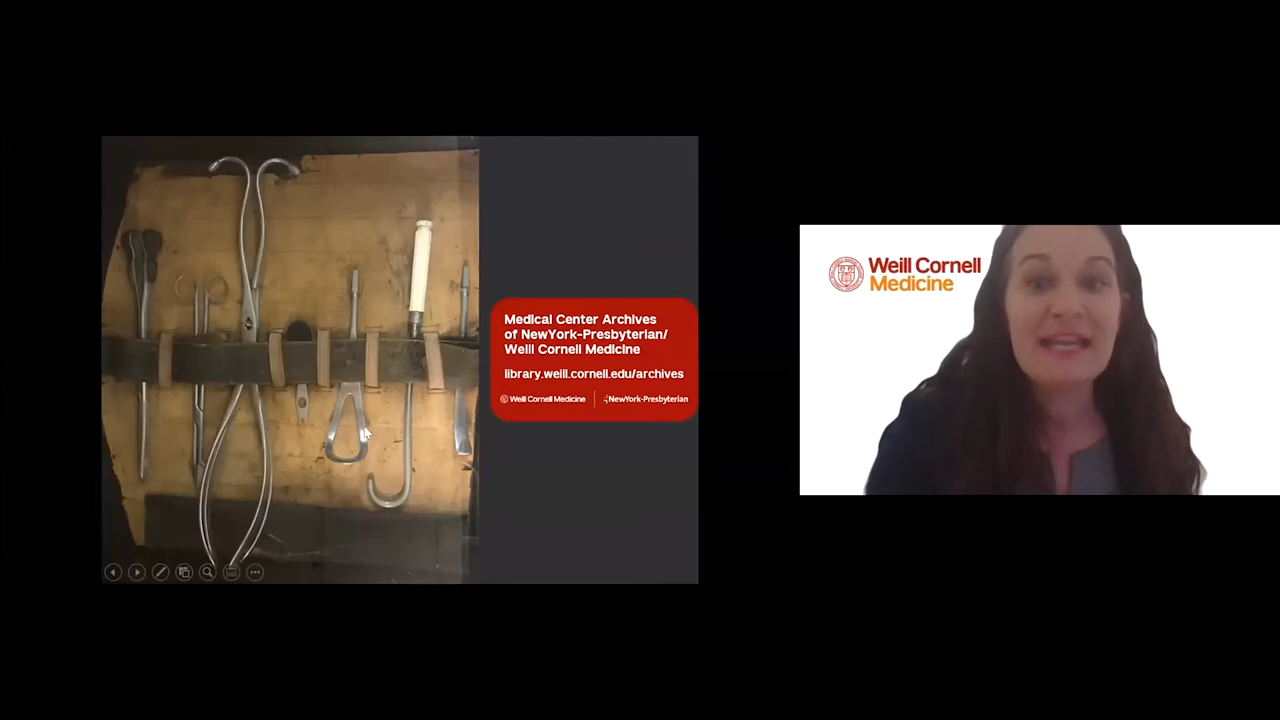 Medical Center Archives
of NewYork-Presbyterian/
Weill Cornell Medicine
library.weill.cornell.edu/archives
Weill Cornell Medicine
NewYork-Presbyterian
Weill Cornell
Medicine